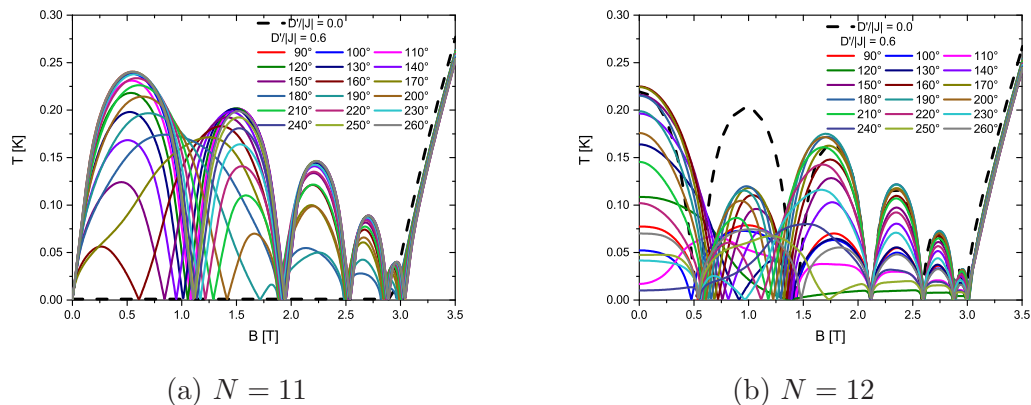 0.30
0.25
0.20
0.15
0.10
0.05
0.00
T [K]
0.0 0.5 1.0 1.5 2.0 2.5 3.0 3.5
B [T]
D'/|J| = 0.0
D'/|J| = 0.6
90° 100° 110°
120° 130° 140°
150° 160° 170°
180° 190° 200°
210° 220° 230°
240° 250° 260°
(a) N = 11
0.30
0.25
0.20
0.15
0.10
0.05
0.00
T [K]
0.0 0.5 1.0 1.5 2.0 2.5 3.0 3.5
B [T]
D'/|J| = 0.0
D'/|J| = 0.6
90° 100° 110°
120° 130° 140°
150° 160° 170°
180° 190° 200°
210° 220° 230°
240° 250° 260°
(b) N = 12